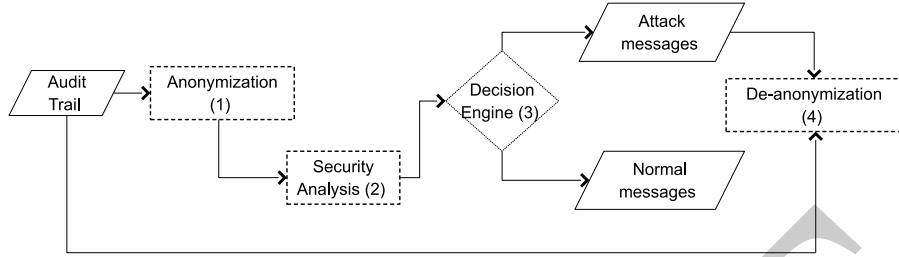 Audit
Trail
Anonymization
(1)
Security
Analysis (2)
Decision
Engine (3)
Attack
messages
Normal
messages
De-anonymization
(4)